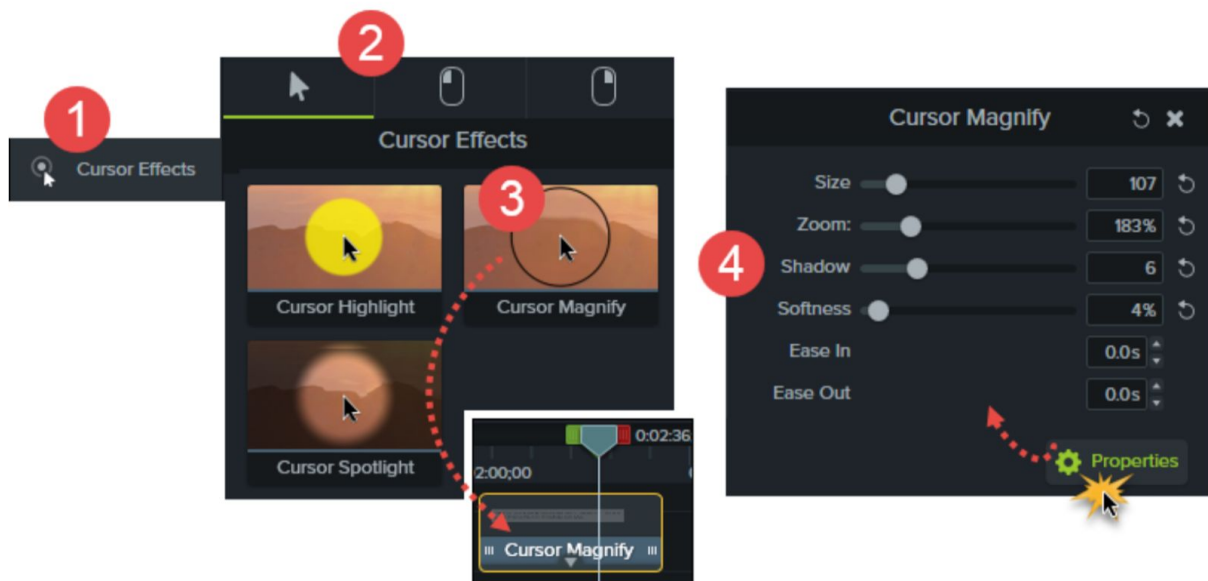 1
Cursor Effects
2
Cursor Effects
Cursor Highlight
3
Cursor Magnify
Cursor Spotlight
0:02:36
2:00;00
Cursor Magnify
4
Cursor Magnify
Size 107
Zoom: 183%
Shadow 6
Softness 4%
Ease In 0.0s
Ease Out 0.0s
Properties